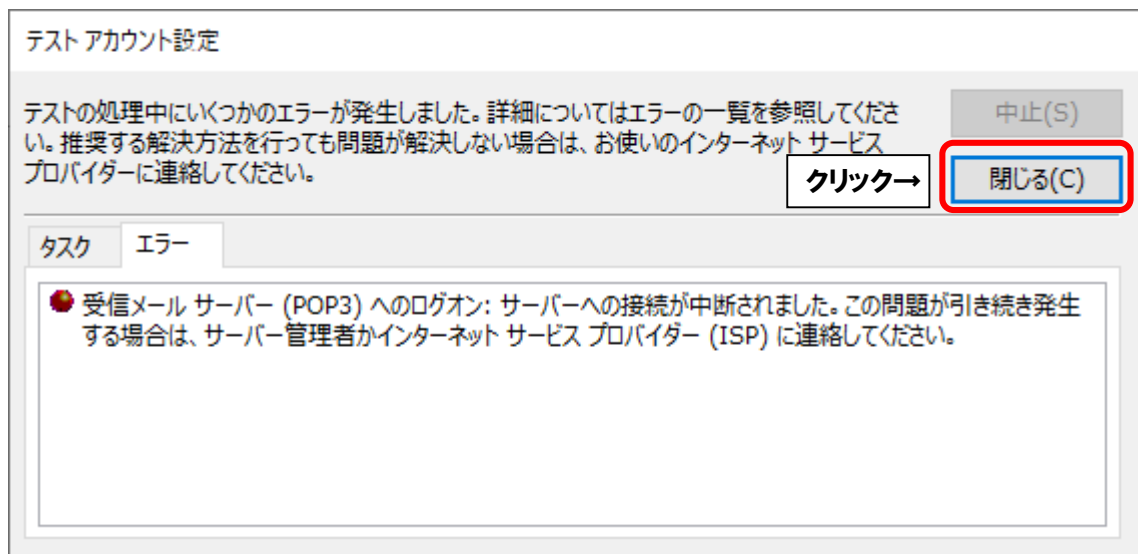 テスト アカウント設定
テストの処理中にいくつかのエラーが発生しました。詳細についてはエラーの一覧を参照してくださ
い。推奨する解決方法を行っても問題が解決しない場合は、お使いのインターネット サービス
プロバイダーに連絡してください。
中止(S)
クリック→
閉じる(C)
タスク
エラー
受信メール サーバー (POP3) へのログオン: サーバーへの接続が中断されました。この問題が引き続き発生
する場合は、サーバー管理者かインターネット サービス プロバイダー (ISP) に連絡してください。